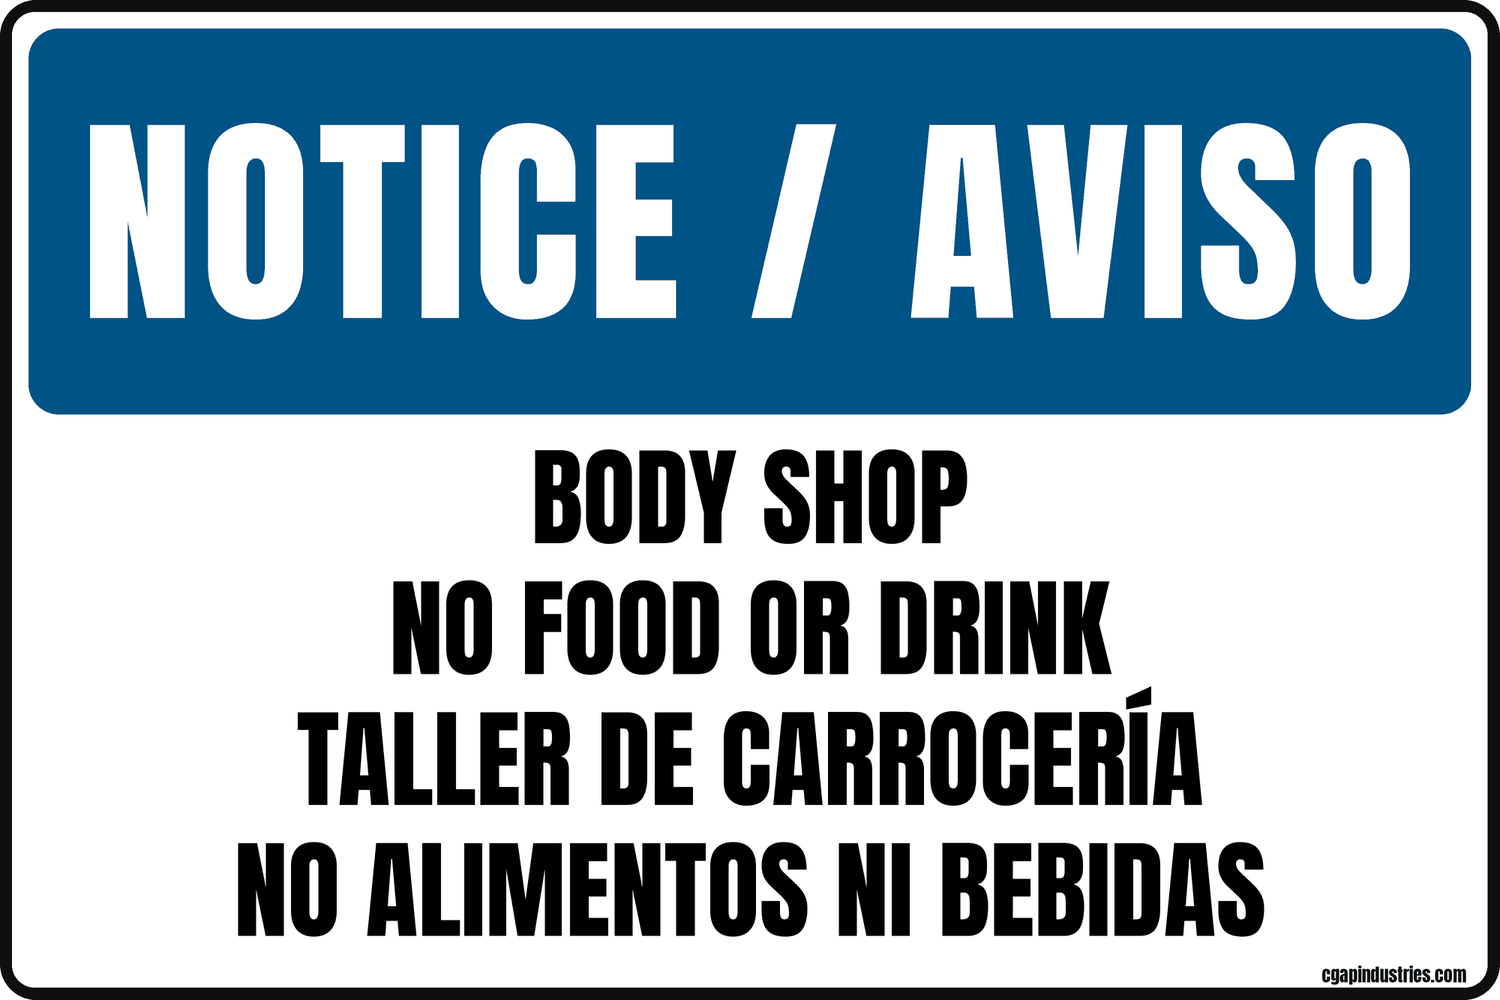 NOTICE / AVISO
BODY SHOP
NO FOOD OR DRINK
TALLER DE CARROCERÍA
NO ALIMENTOS NI BEBIDAS
cgapindustries.com